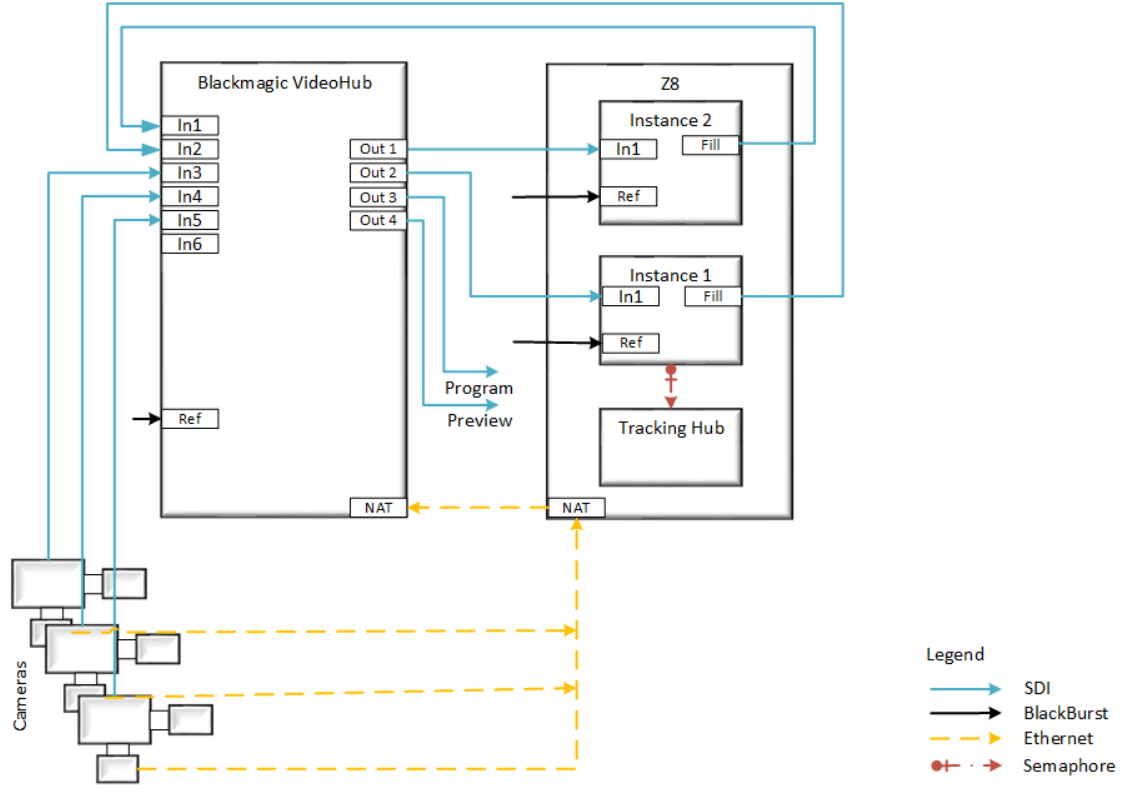 Blackmagic VideoHub
In1
In2
In3
In4
In5
In6
Out 1
Out 2
Out 3
Out 4
Ref
NAT
Program
Preview
Z8
Instance 2
In1
Fill
Ref
Instance 1
In1
Fill
Ref
Tracking Hub
NAT
Cameras
Legend
SDI
BlackBurst
Ethernet
Semaphore